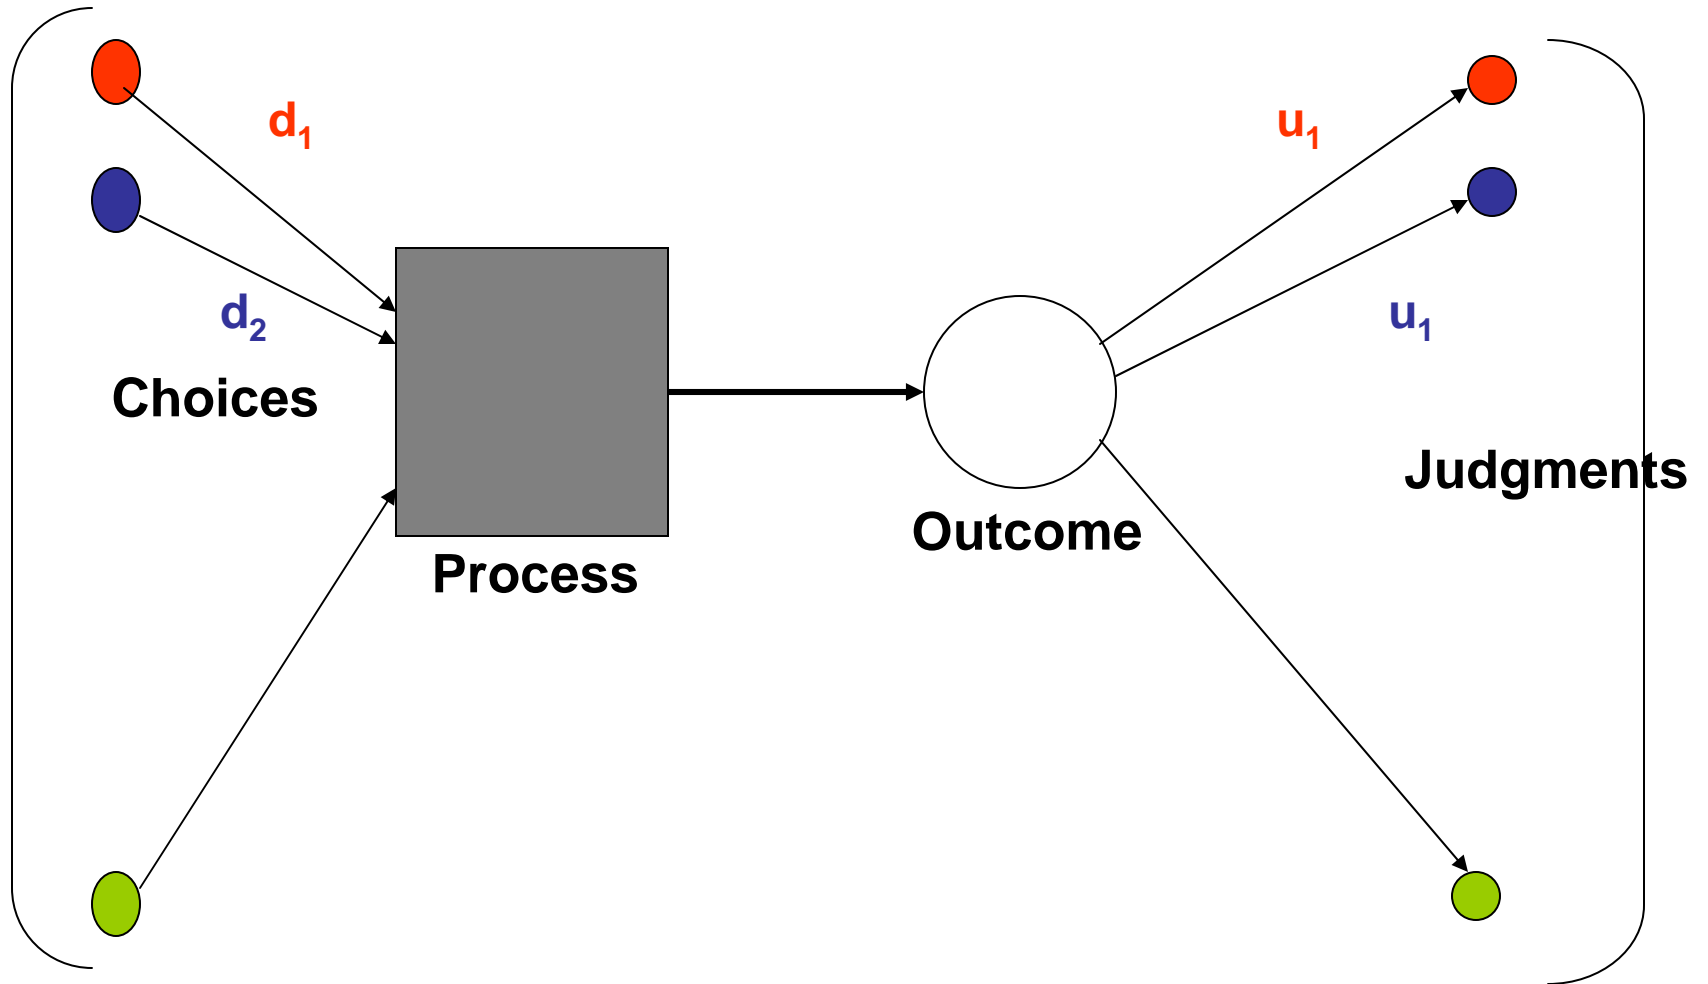 d₁
u₁
d₂
u₁
Choices
Judgments
Outcome
Process